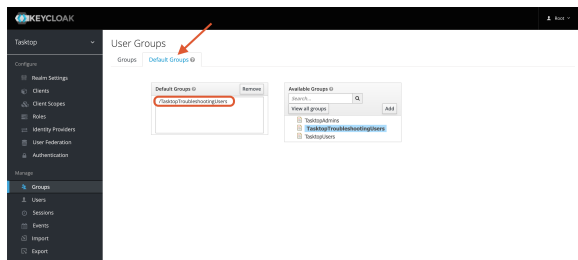 KEYCLOAK
Root
Tasktop
Configure
Realm Settings
Clients
Client Scopes
Roles
Identity Providers
User Federation
Authentication
Manage
Groups
Users
Sessions
Events
Import
Export
User Groups
Groups Default Groups
Default Groups Remove
/TasktopTroubleshootingUsers
Available Groups
Search...
View all groups Add
TasktopAdmins
TasktopTroubleshootingUsers
TasktopUsers